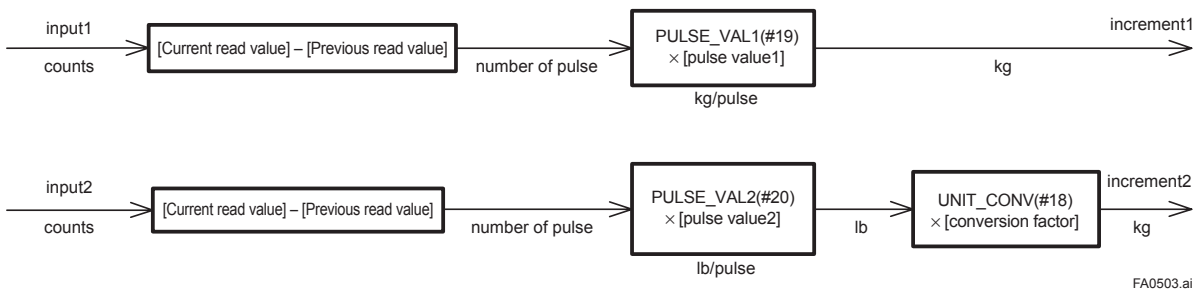 input1
counts
[Current read value] – [Previous read value]
number of pulse
PULSE_VAL1(#19)
× [pulse value1]
kg/pulse
increment1
kg
input2
counts
[Current read value] – [Previous read value]
number of pulse
PULSE_VAL2(#20)
× [pulse value2]
lb/pulse
lb
UNIT_CONV(#18)
× [conversion factor]
increment2
kg
FA0503.ai